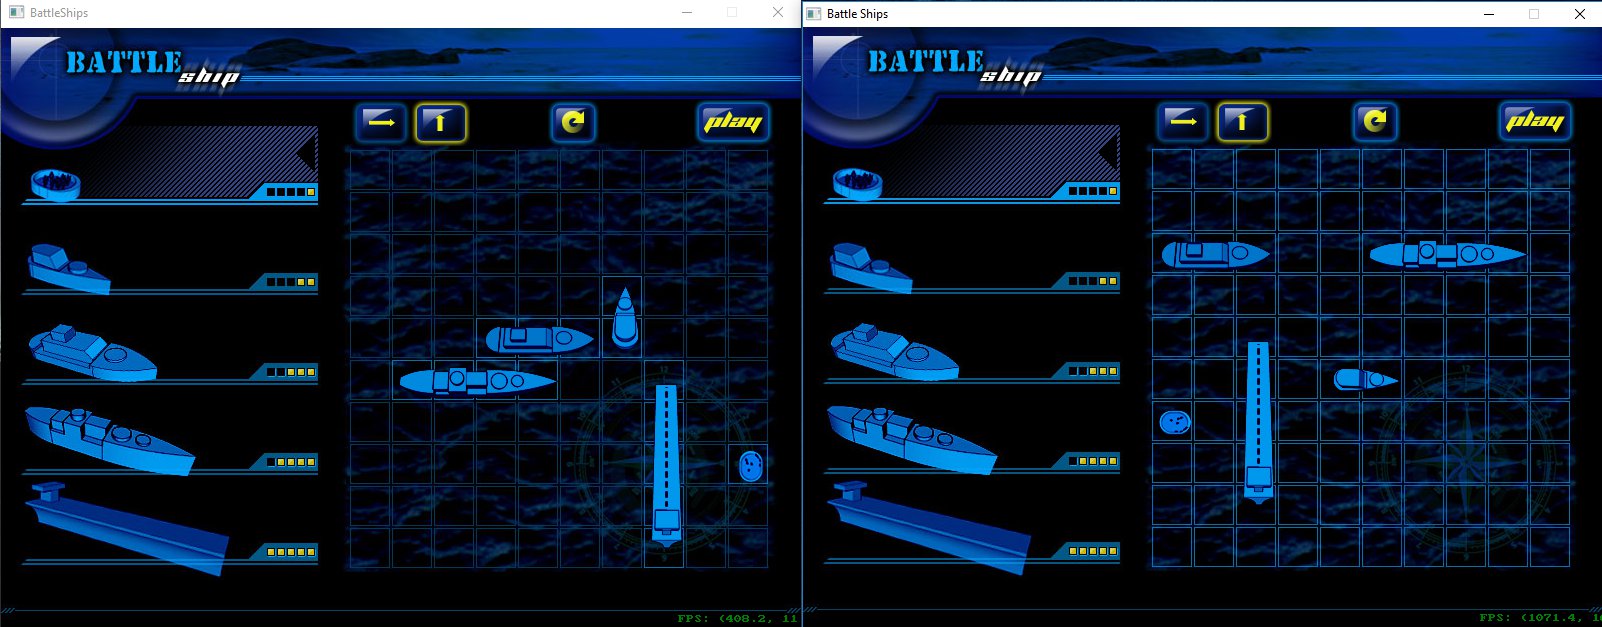 BattleShips
BATTLE
ship
play
FPS: (408.2, 11
Battle Ships
BATTLE
ship
play
FPS: (1071.4, 1